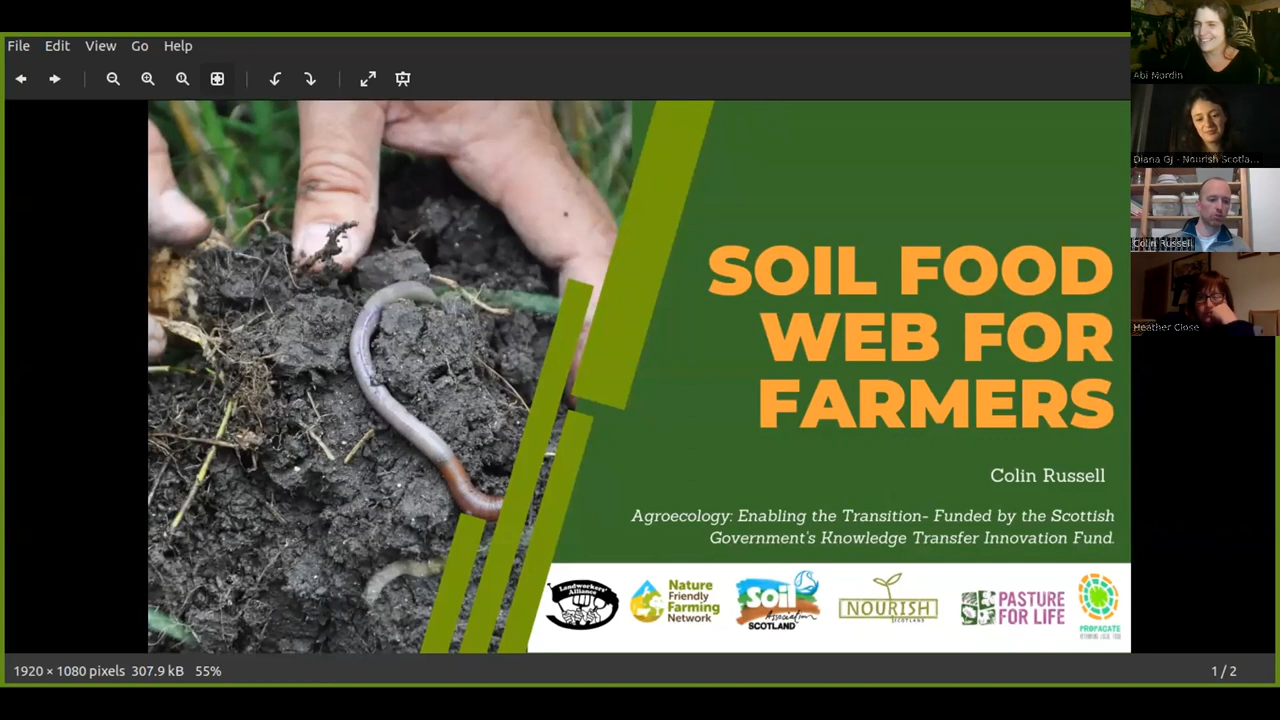 File Edit View Go Help
Abi Mordin
Diana GJ - Nourish Scotla...
Colin Russell
Heather Close
SOIL FOOD
WEB FOR
FARMERS
Colin Russell
Agroecology: Enabling the Transition- Funded by the Scottish
Government's Knowledge Transfer Innovation Fund.
Landworkers'
Alliance
Nature
Friendly
Farming
Network
Soil
Association
SCOTLAND
NOURISH
SCOTLAND
PASTURE
FOR LIFE
PROPAGATE
1920 × 1080 pixels 307.9 kB 55%
1 / 2